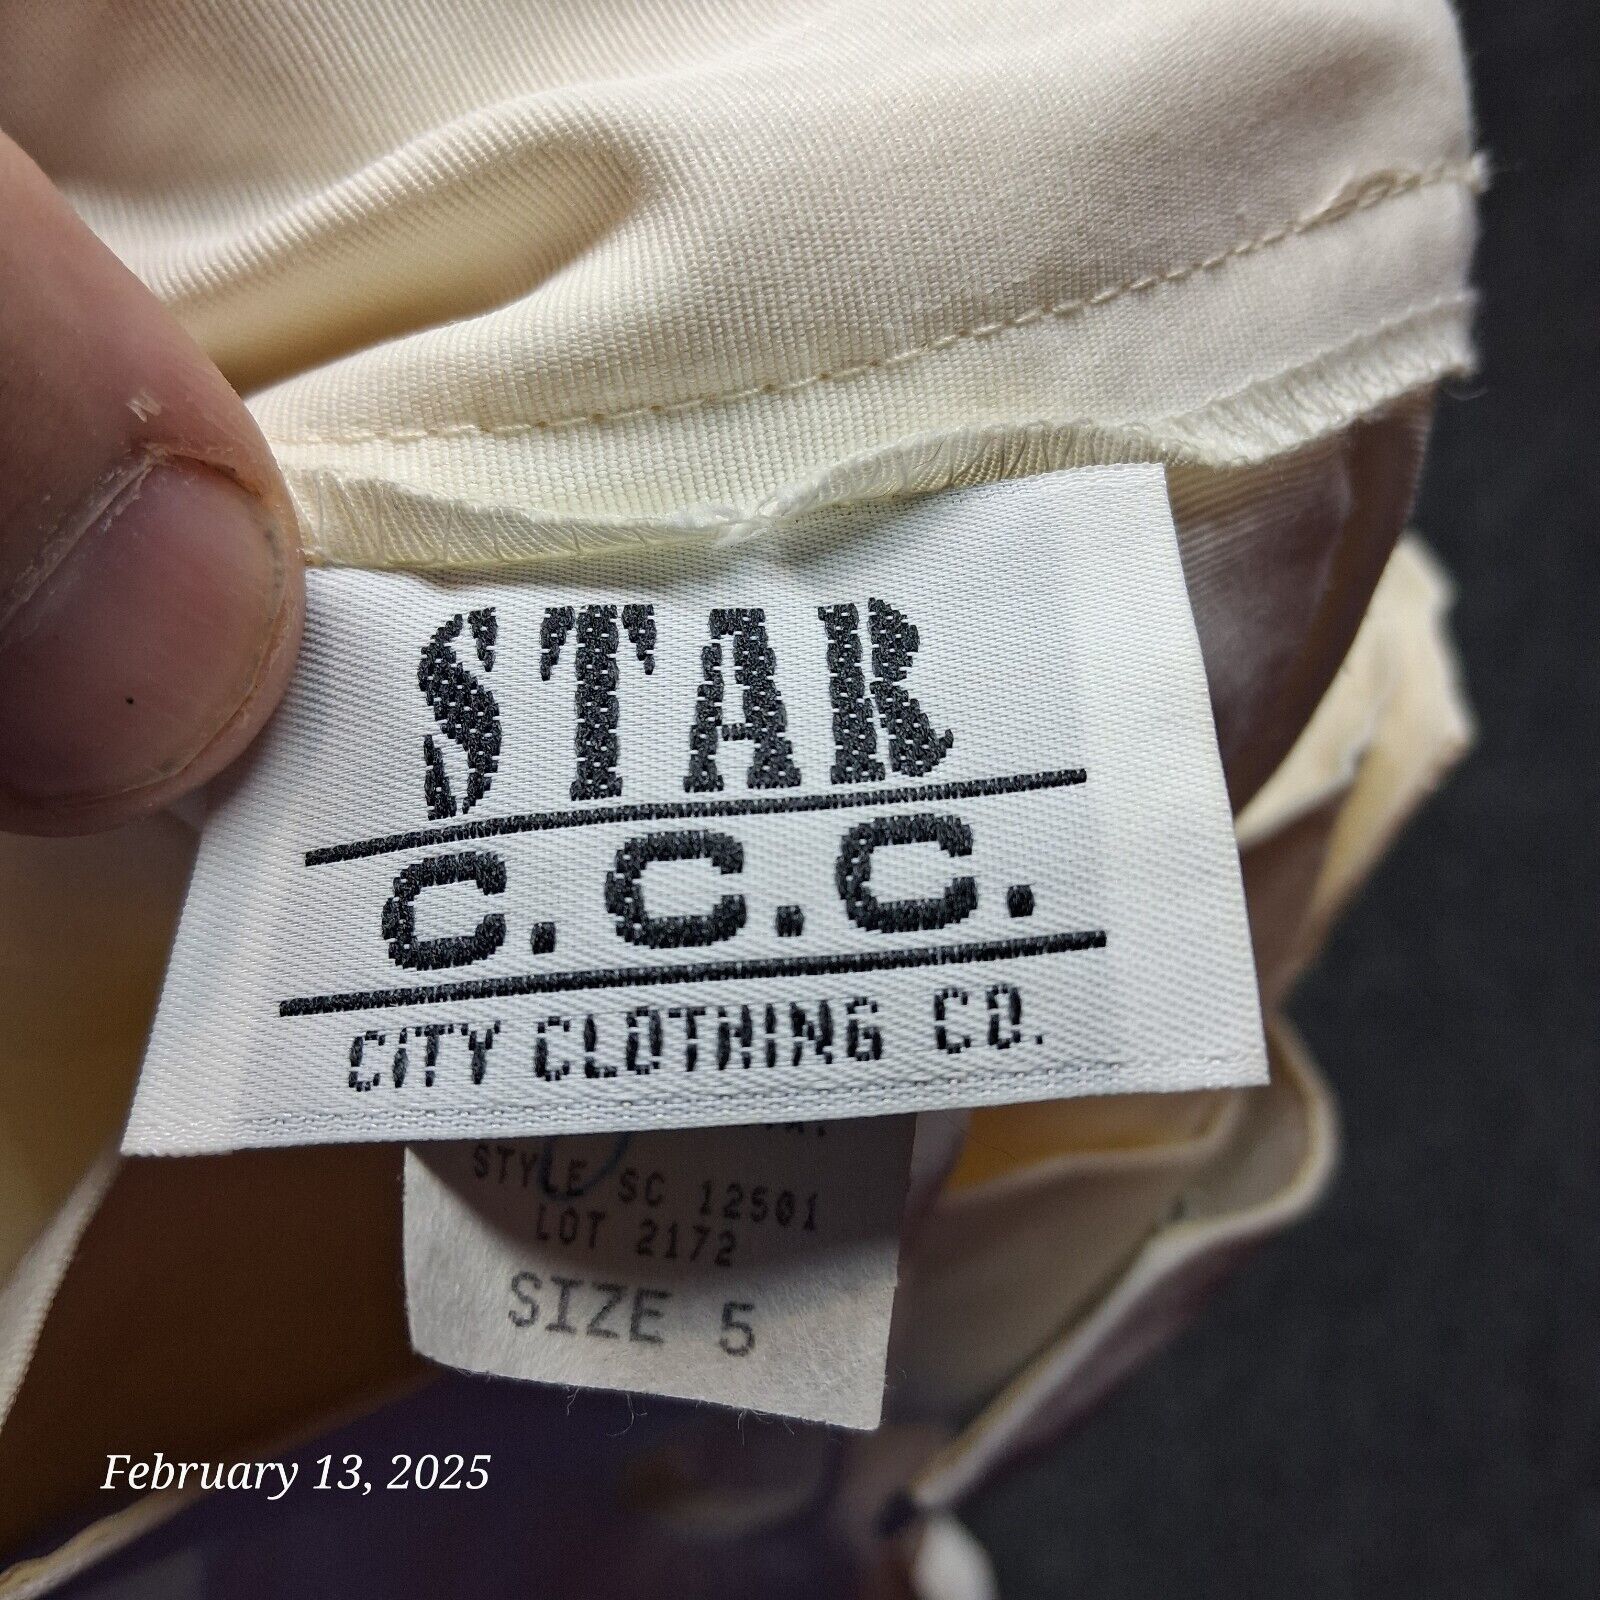 STAR
C.C.C.
CITY CLOTHING CO.
STYLE SC 12501
LOT 2172
SIZE 5
February 13, 2025